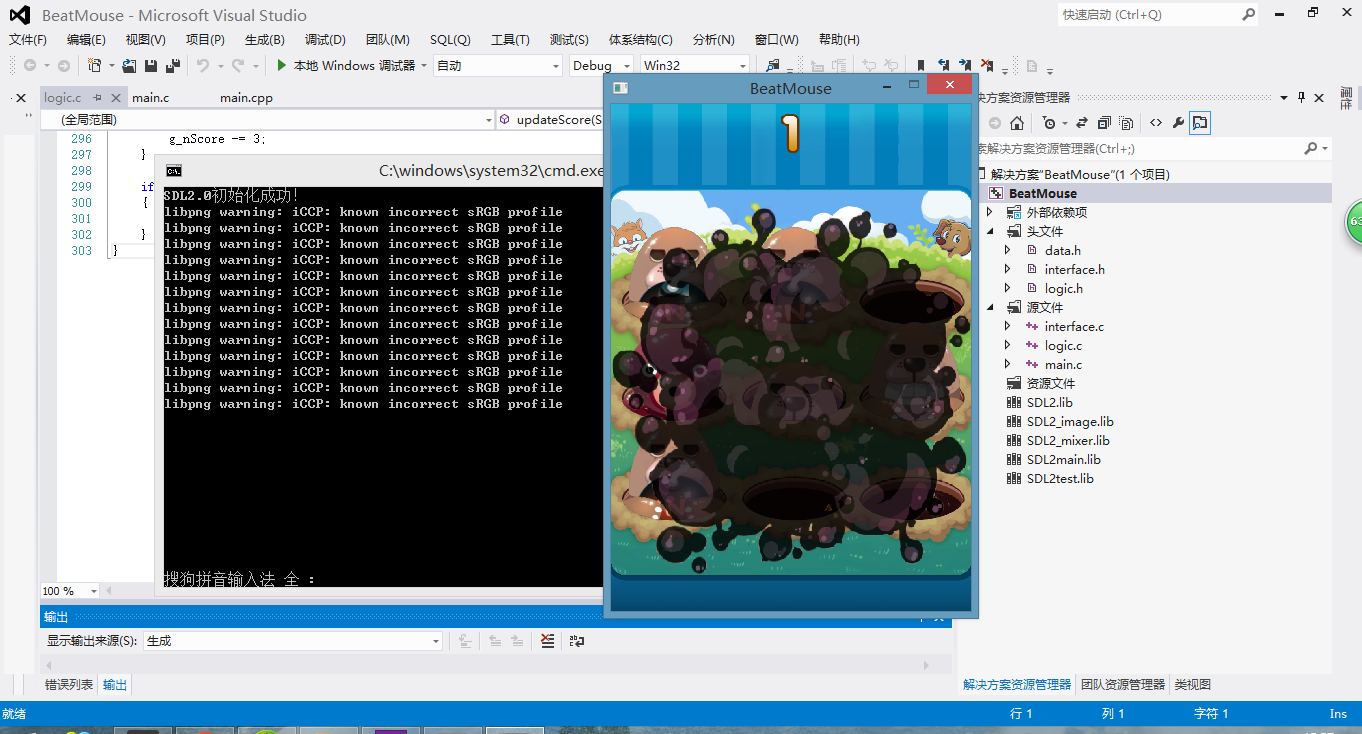 BeatMouse - Microsoft Visual Studio
快速启动 (Ctrl+Q)
文件(F) 编辑(E) 视图(V) 项目(P) 生成(B) 调试(D) 团队(M) SQL(Q) 工具(T) 测试(S) 体系结构(C) 分析(N) 窗口(W) 帮助(H)
本地 Windows 调试器 自动 Debug Win32
logic.c main.c main.cpp
(全局范围) updateScore(S
296 g_nScore -= 3;
297 }
298
299 if
300 {
301
302 }
303 }
C:\windows\system32\cmd.exe
SDL2.0初始化成功!
libpng warning: iCCP: known incorrect sRGB profile
libpng warning: iCCP: known incorrect sRGB profile
libpng warning: iCCP: known incorrect sRGB profile
libpng warning: iCCP: known incorrect sRGB profile
libpng warning: iCCP: known incorrect sRGB profile
libpng warning: iCCP: known incorrect sRGB profile
libpng warning: iCCP: known incorrect sRGB profile
libpng warning: iCCP: known incorrect sRGB profile
libpng warning: iCCP: known incorrect sRGB profile
libpng warning: iCCP: known incorrect sRGB profile
libpng warning: iCCP: known incorrect sRGB profile
libpng warning: iCCP: known incorrect sRGB profile
libpng warning: iCCP: known incorrect sRGB profile
搜狗拼音输入法 全 :
BeatMouse
1
方案资源管理器
解决方案资源管理器(Ctrl+;)
解决方案"BeatMouse"(1 个项目)
BeatMouse
外部依赖项
头文件
data.h
interface.h
logic.h
源文件
interface.c
logic.c
main.c
资源文件
SDL2.lib
SDL2_image.lib
SDL2_mixer.lib
SDL2main.lib
SDL2test.lib
63
100 %
输出
显示输出来源(S): 生成
错误列表 输出
解决方案资源管理器 团队资源管理器 类视图
就绪 行 1 列 1 字符 1 Ins